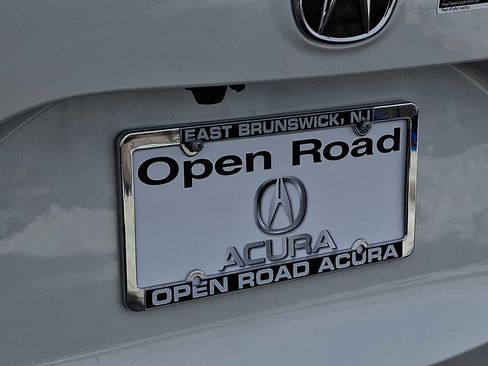 EAST BRUNSWICK, NJ
Open Road
ACURA
OPEN ROAD ACURA